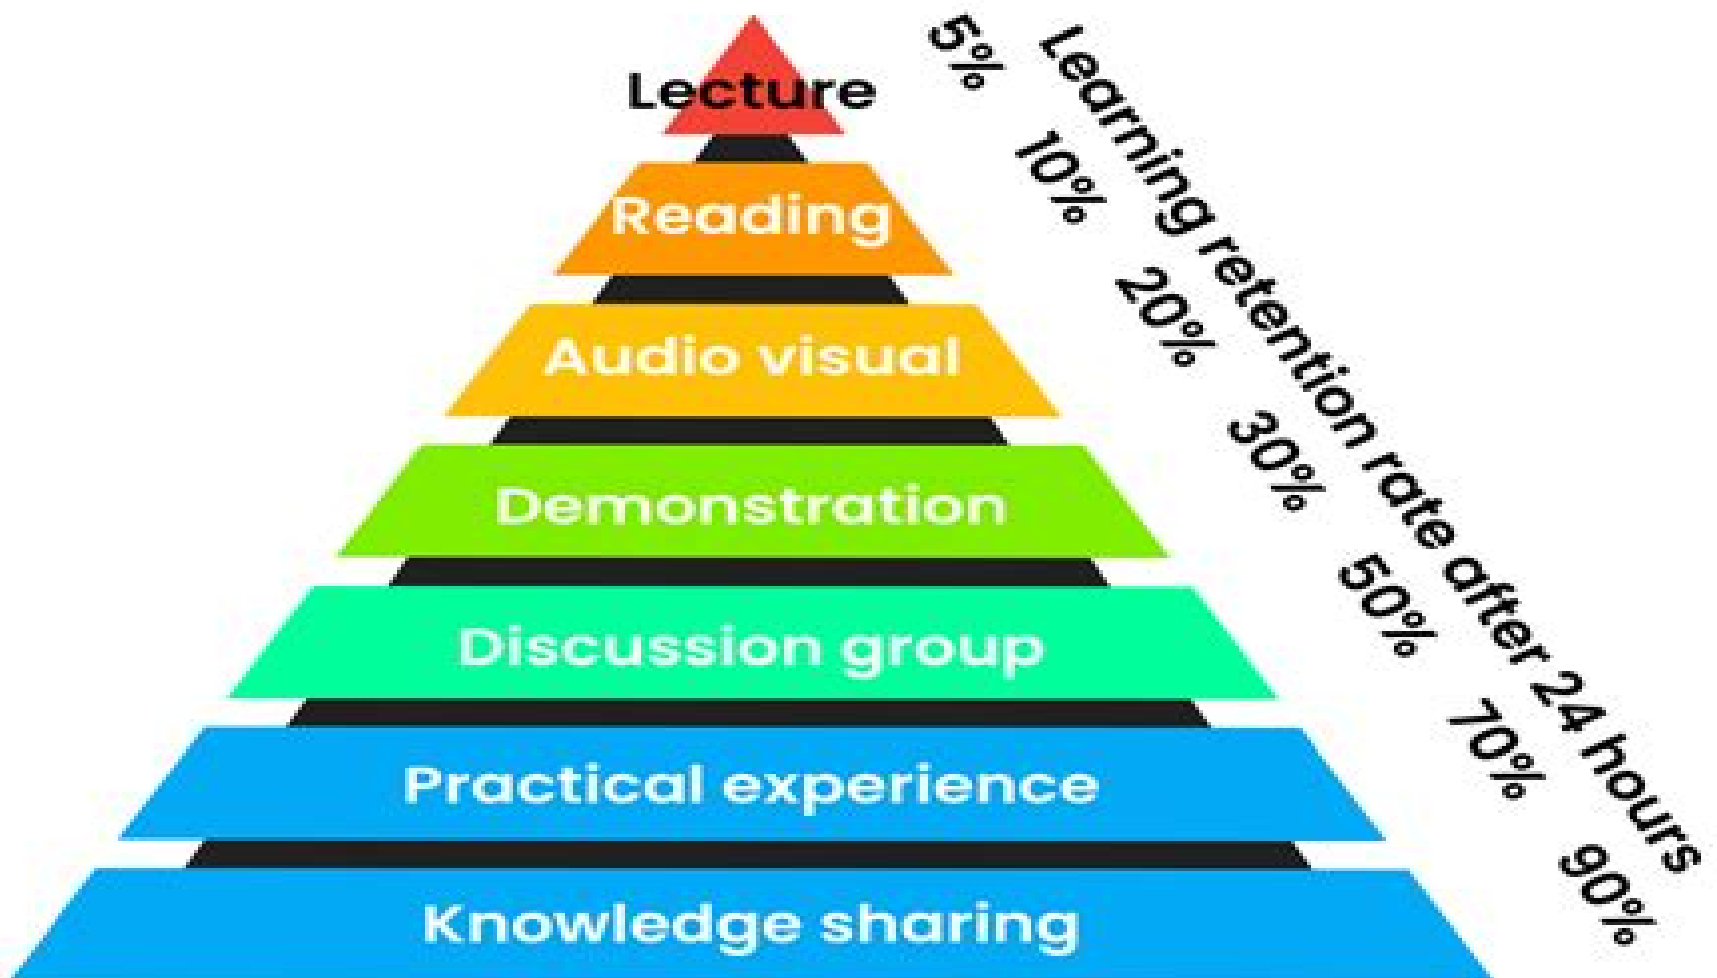 Lecture
Reading
Audio visual
Demonstration
Discussion group
Practical experience
Knowledge sharing
5%
10%
20%
30%
50%
70%
90%
Learning retention rate after 24 hours